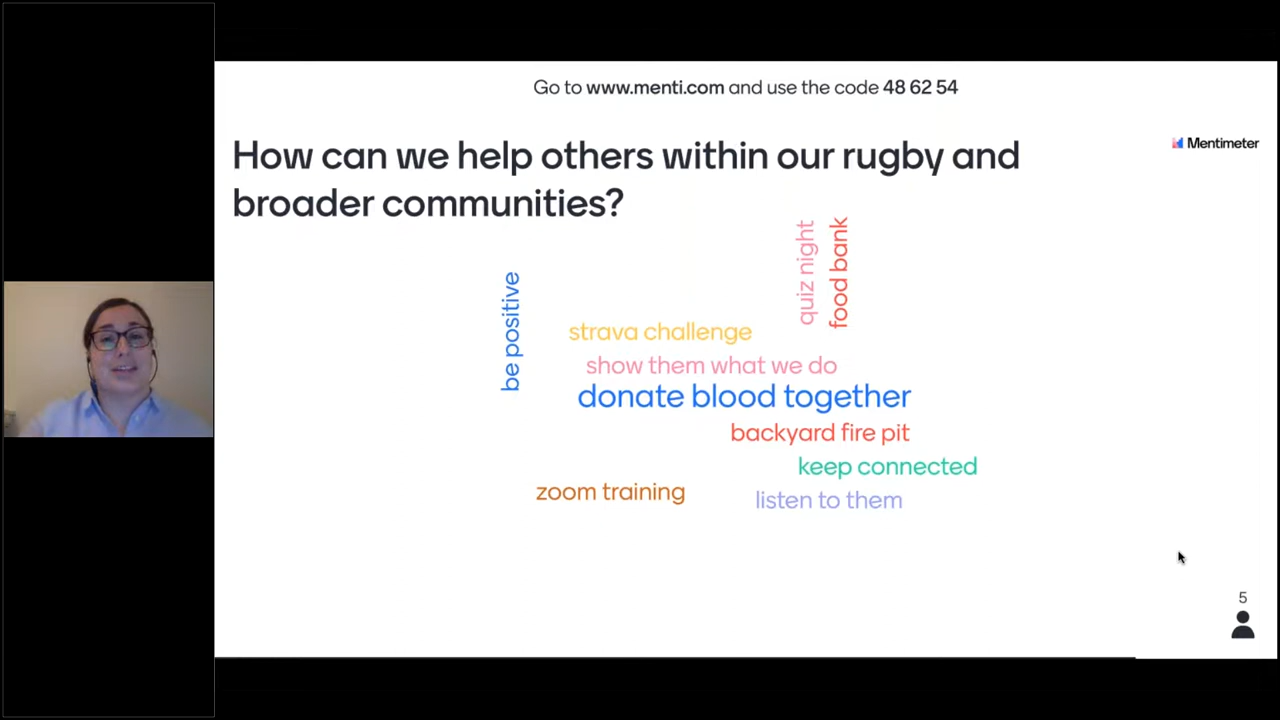 Go to www.menti.com and use the code 48 62 54
Mentimeter
How can we help others within our rugby and
broader communities?
quiz night
food bank
be positive
strava challenge
show them what we do
donate blood together
backyard fire pit
keep connected
zoom training
listen to them
5